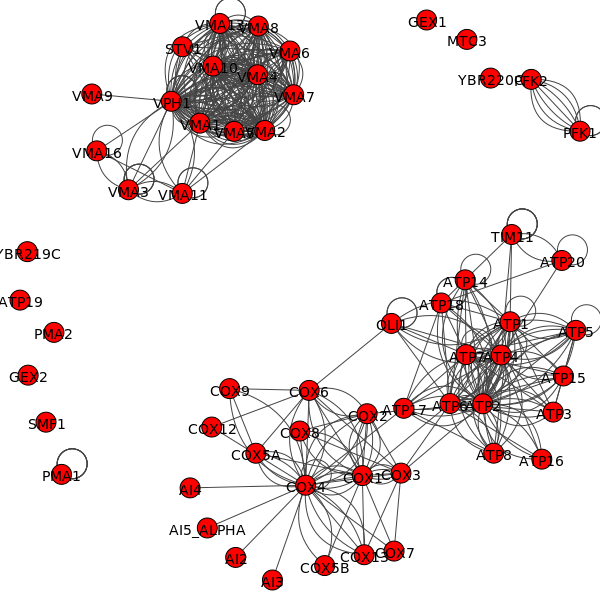 GEX1
VMA13
VMA8
MTC3
STV1
VMA6
VMA10
VMA4
YBR220C
PFK2
VMA9
VPH1
VMA7
VMA1
VMA2
PFK1
VMA16
VMA3
VMA11
TIM11
YBR219C
ATP20
ATP14
ATP19
ATP18
OLI1
ATP1
ATP5
PMA2
ATP7
ATP4
GEX2
ATP15
COX9
COX6
ATP17
ATP6
ATP2
ATP3
COX2
SMF1
COX12
COX8
COX5A
ATP8
ATP16
PMA1
COX1
COX3
AI4
COX4
AI5_ALPHA
AI2
COX13
COX7
COX5B
AI3